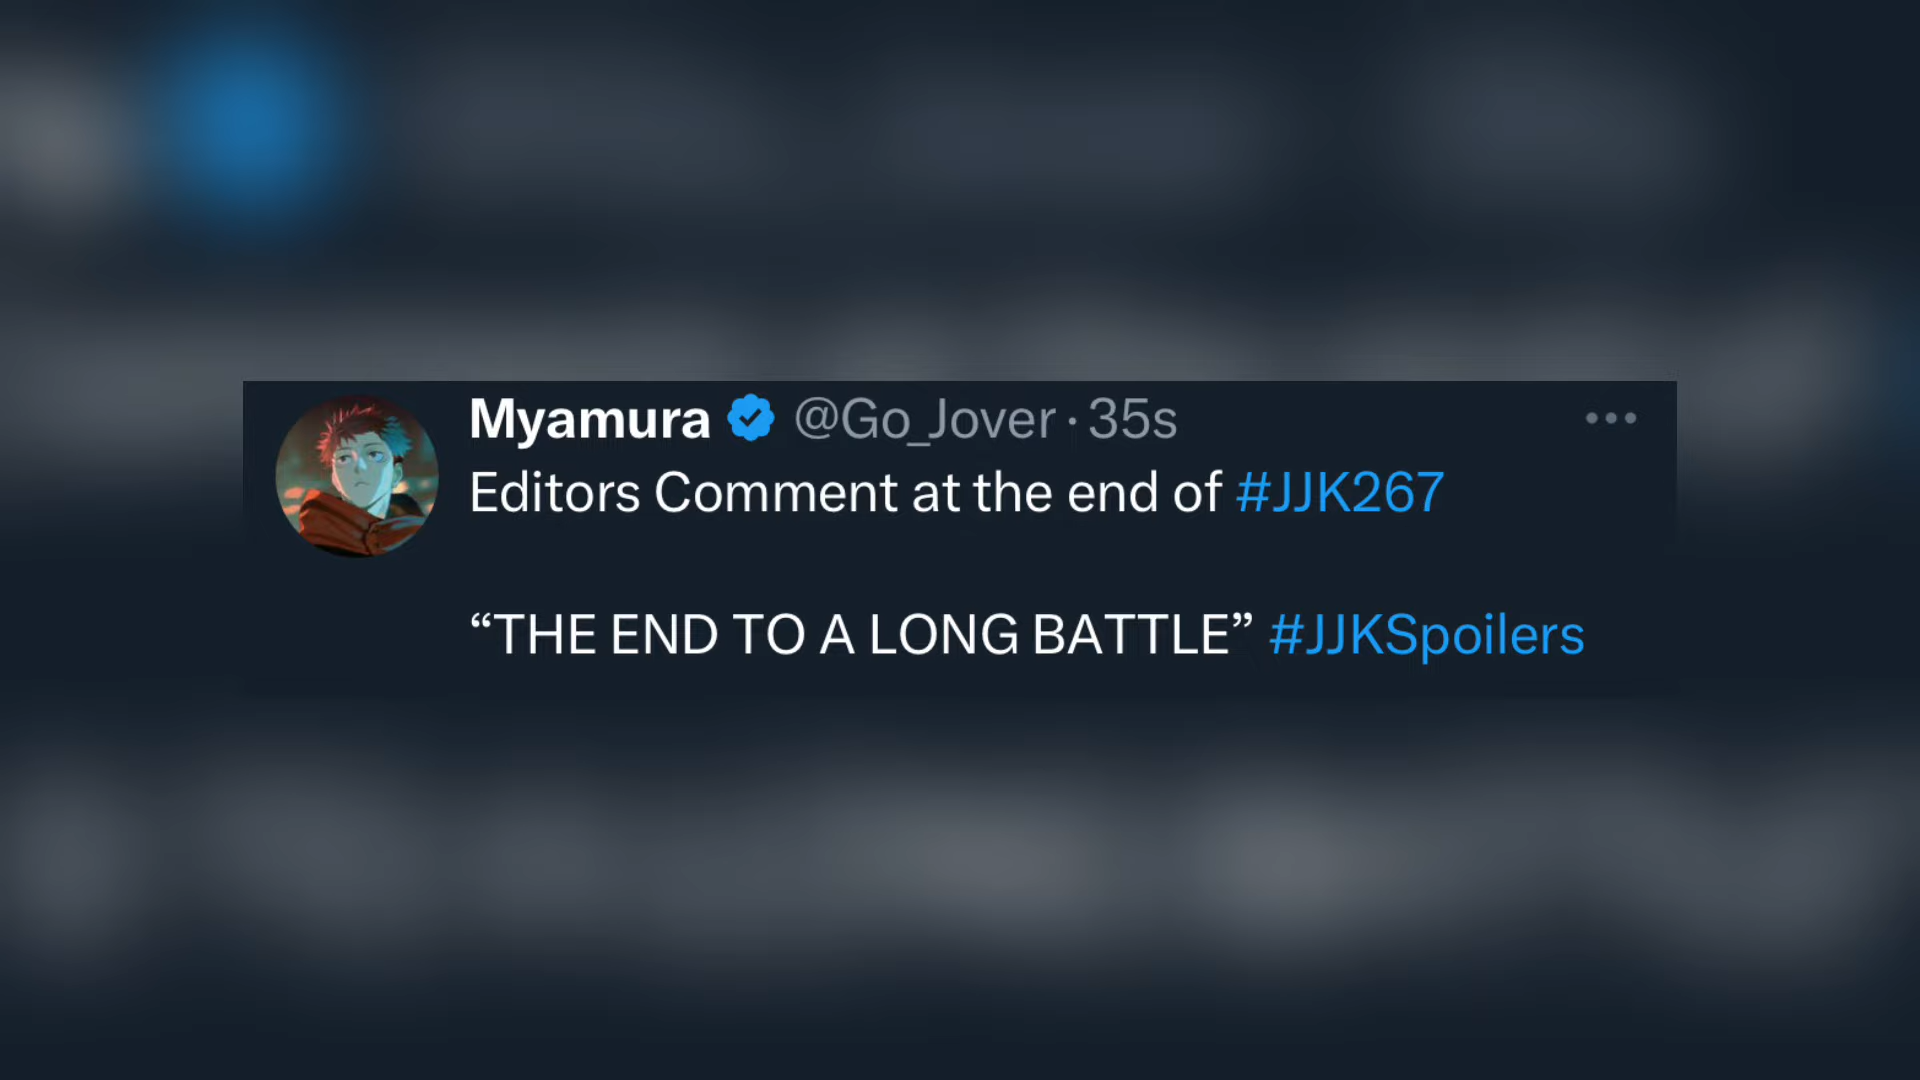 Myamura @Go_Jover · 35s
Editors Comment at the end of #JJK267
“THE END TO A LONG BATTLE” #JJKSpoilers